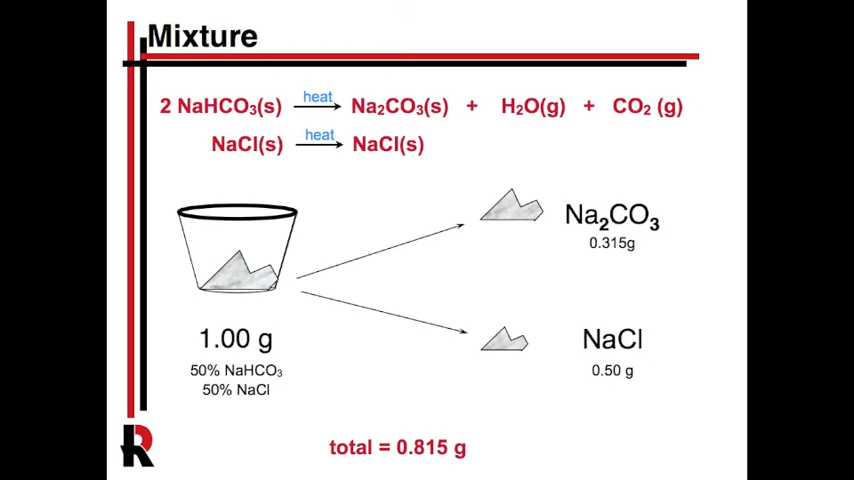 Mixture
heat
2 NaHCO₃(s) → Na₂CO₃(s) + H₂O(g) + CO₂ (g)
heat
NaCl(s) → NaCl(s)
Na₂CO₃
0.315g
1.00 g
50% NaHCO₃
50% NaCl
NaCl
0.50 g
total = 0.815 g
R